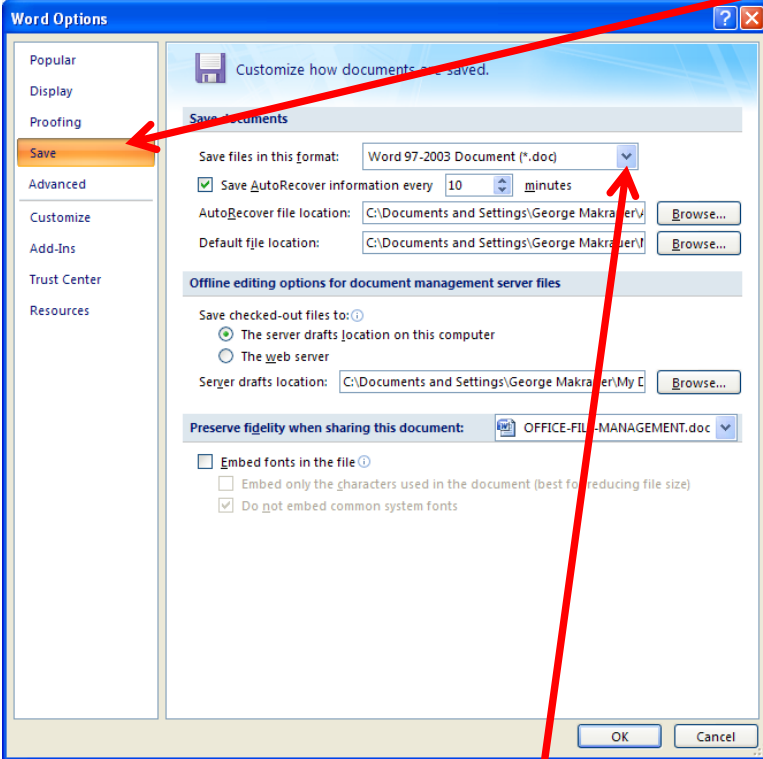 Word Options
Popular
Display
Proofing
Save
Advanced
Customize
Add-Ins
Trust Center
Resources
Customize how documents are saved.
Save documents
Save files in this format: Word 97-2003 Document (*.doc)
Save AutoRecover information every 10 minutes
AutoRecover file location: C:\Documents and Settings\George Makrauer\A Browse...
Default file location: C:\Documents and Settings\George Makrauer\ Browse...
Offline editing options for document management server files
Save checked-out files to:
The server drafts location on this computer
The web server
Server drafts location: C:\Documents and Settings\George Makrauer\My D Browse...
Preserve fidelity when sharing this document: OFFICE-FILE-MANAGEMENT.doc
Embed fonts in the file
Embed only the characters used in the document (best for reducing file size)
Do not embed common system fonts
OK Cancel